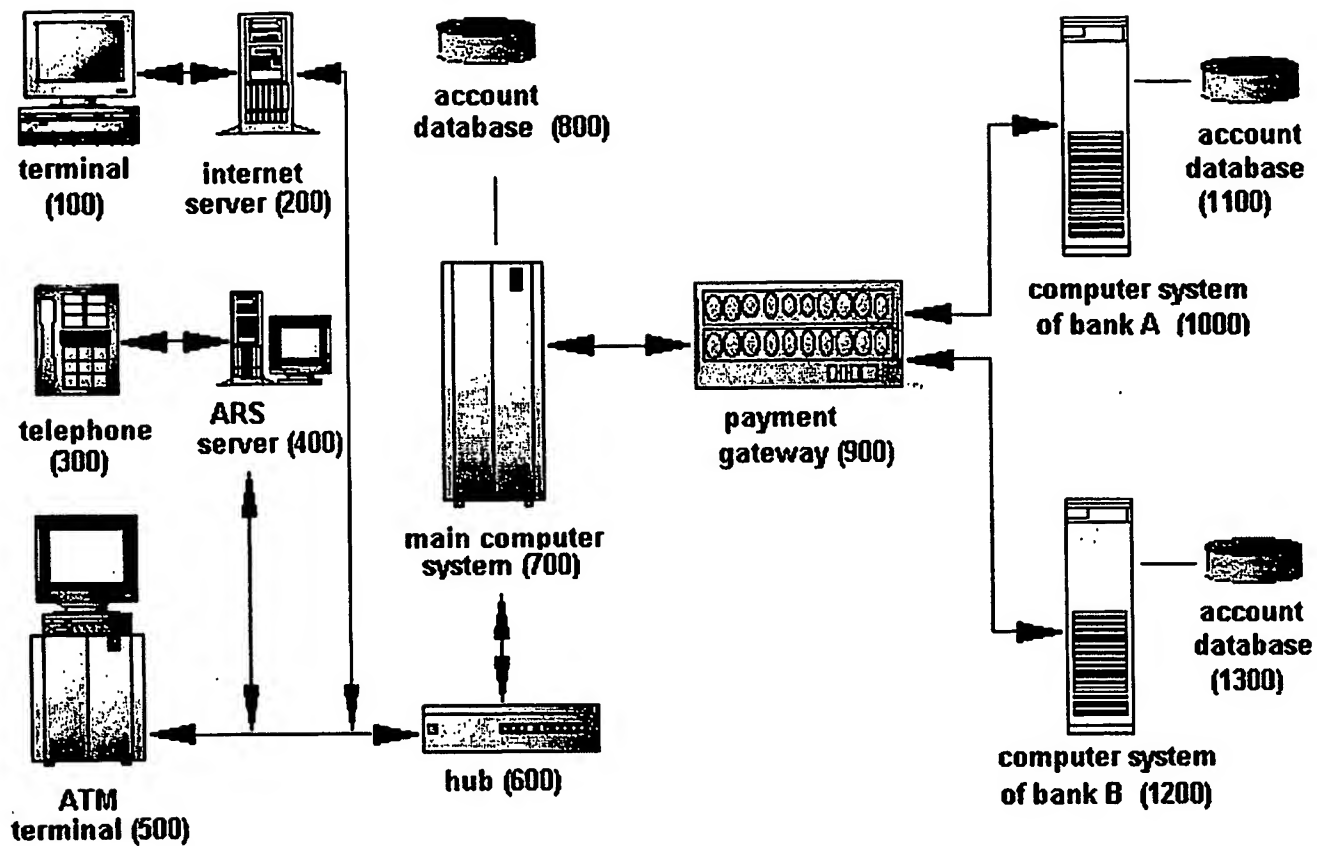 terminal
(100)
internet
server (200)
account
database (800)
account
database
(1100)
computer system
of bank A (1000)
telephone
(300)
ARS
server (400)
main computer
system (700)
payment
gateway (900)
ATM
terminal (500)
hub (600)
account
database
(1300)
computer system
of bank B (1200)